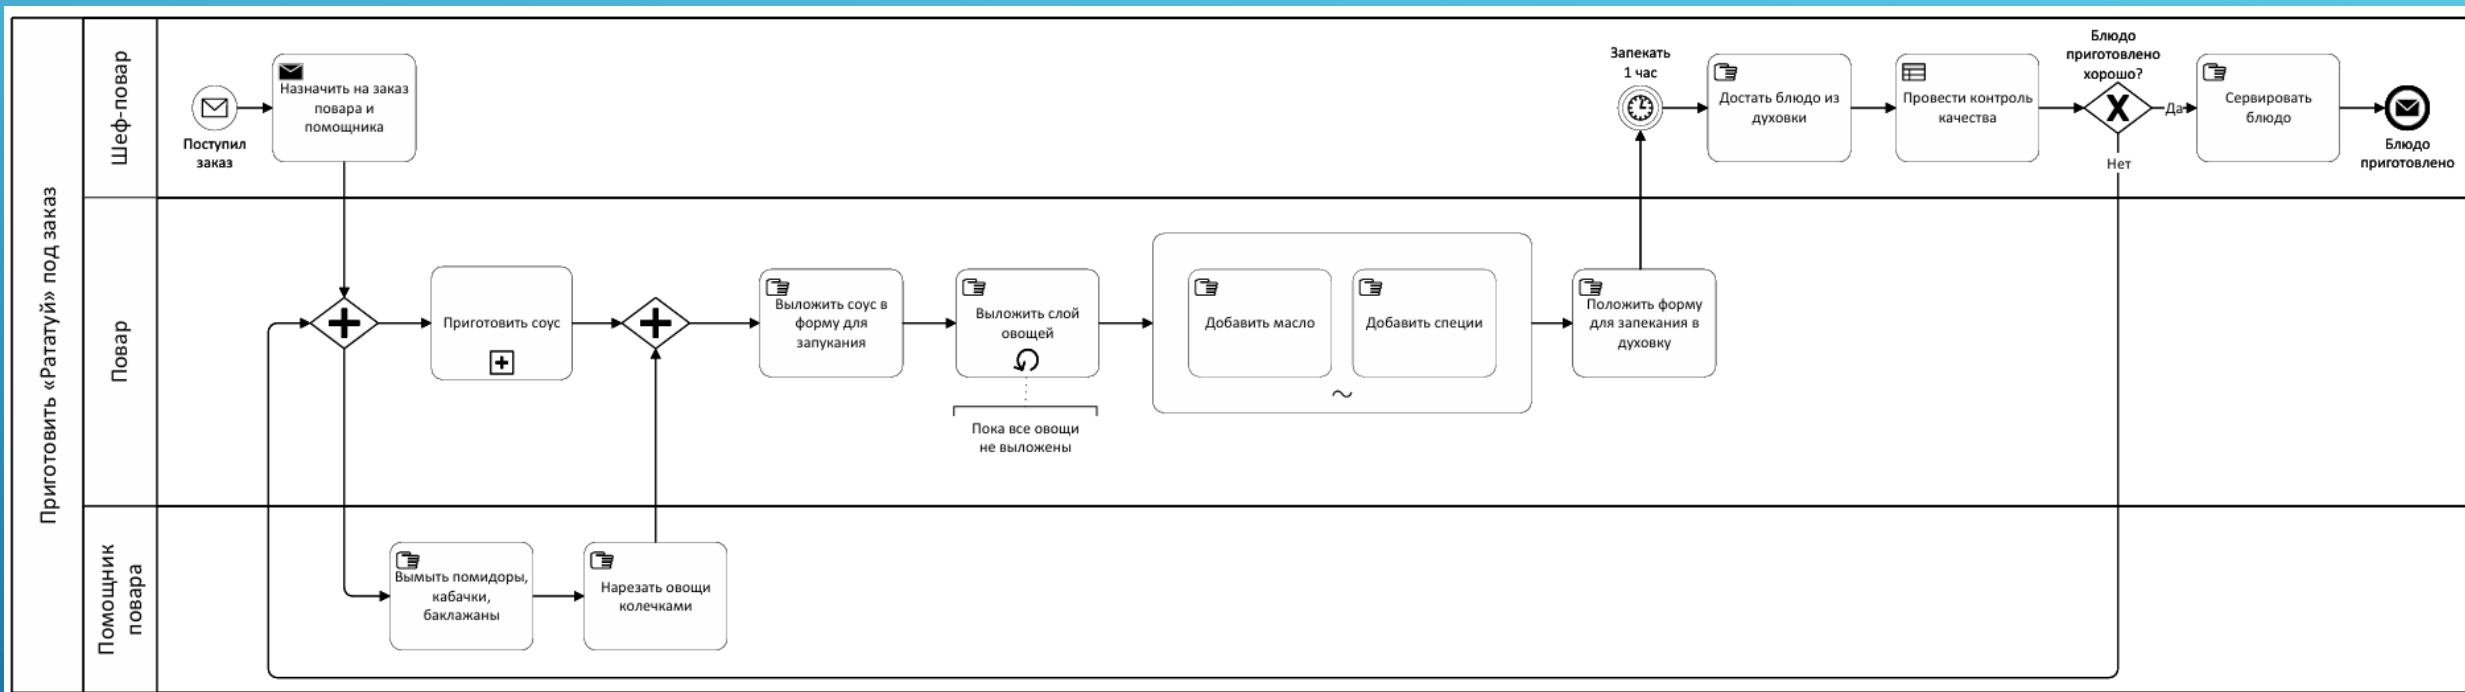 Приготовить «Рататуй» под заказ
Шеф-повар
Поступил
заказ
Назначить на заказ
повара и
помощника
Запекать
1 час
Достать блюдо из
духовки
Провести контроль
качества
Блюдо
приготовлено
хорошо?
Да
Нет
Сервировать
блюдо
Блюдо
приготовлено
Повар
Приготовить соус
Выложить соус в
форму для
запукания
Выложить слой
овощей
Пока все овощи
не выложены
Добавить масло
Добавить специи
Положить форму
для запекания в
духовку
Помощник
повара
Вымыть помидоры,
кабачки,
баклажаны
Нарезать овощи
колечками